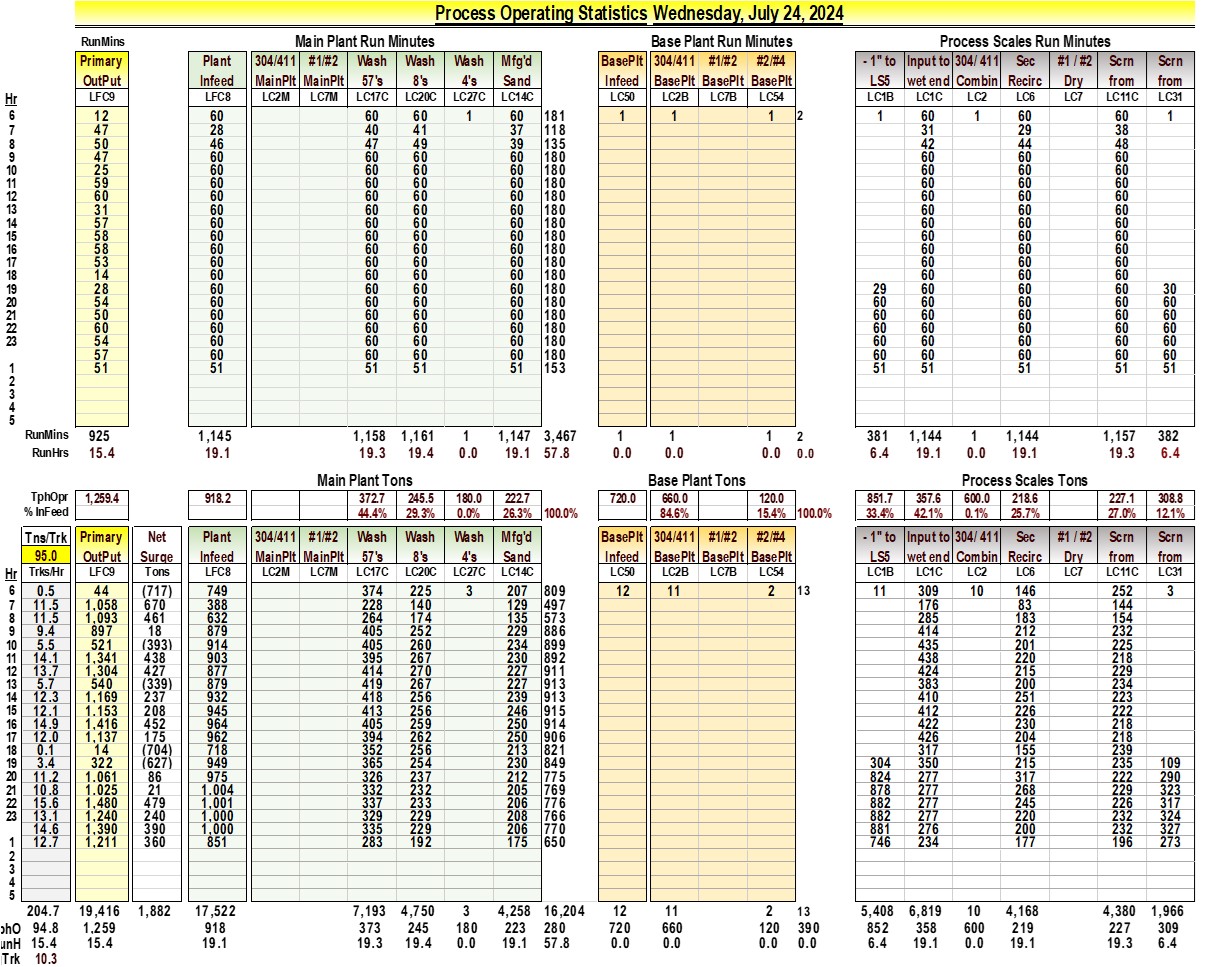 Process Operating Statistics Wednesday, July 24, 2024
RunMins Main Plant Run Minutes Base Plant Run Minutes Process Scales Run Minutes
Primary Plant 304/411 #1/#2 Wash Wash Wash Mfg'd BasePlt 304/411 #1/#2 #2/#4 - 1" to Input to 304/ 411 Sec #1 / #2 Scrn Scrn
OutPut Infeed MainPlt MainPlt 57's 8's 4's Sand Infeed BasePlt BasePlt BasePlt LS5 wet end Combin Recirc Dry from from
Hr LFC9 LFC8 LC2M LC7M LC17C LC20C LC27C LC14C LC50 LC2B LC7B LC54 LC1B LC1C LC2 LC6 LC7 LC11C LC31
6 12 60 60 60 1 60 181 1 1 1 2 1 60 1 60 60 1
7 47 28 40 41 37 118 31 29 38
8 50 46 47 49 39 135 42 44 48
9 47 60 60 60 60 180 60 60 60
10 25 60 60 60 60 180 60 60 60
11 59 60 60 60 60 180 60 60 60
12 60 60 60 60 60 180 60 60 60
13 31 60 60 60 60 180 60 60 60
14 57 60 60 60 60 180 60 60 60
15 58 60 60 60 60 180 60 60 60
16 58 60 60 60 60 180 60 60 60
17 53 60 60 60 60 180 60 60 60
18 14 60 60 60 60 180 60 60 60
19 28 60 60 60 60 180 29 60 60 60 30
20 54 60 60 60 60 180 60 60 60 60 60
21 50 60 60 60 60 180 60 60 60 60 60
22 60 60 60 60 60 180 60 60 60 60 60
23 54 60 60 60 60 180 60 60 60 60 60
57 60 60 60 60 180 60 60 60 60 60
1 51 51 51 51 51 153 51 51 51 51 51
2
3
4
5
RunMins 925 1,145 1,158 1,161 1 1,147 3,467 1 1 1 2 381 1,144 1 1,144 1,157 382
RunHrs 15.4 19.1 19.3 19.4 0.0 19.1 57.8 0.0 0.0 0.0 0.0 6.4 19.1 0.0 19.1 19.3 6.4
Main Plant Tons Base Plant Tons Process Scales Tons
TphOpr 1,259.4 918.2 372.7 245.5 180.0 222.7 720.0 660.0 120.0 851.7 357.6 600.0 218.6 227.1 308.8
% InFeed 44.4% 29.3% 0.0% 26.3% 100.0% 84.6% 15.4% 100.0% 33.4% 42.1% 0.1% 25.7% 27.0% 12.1%
Tns/Trk Primary Net Plant 304/411 #1/#2 Wash Wash Wash Mfg'd BasePlt 304/411 #1/#2 #2/#4 - 1" to Input to 304/ 411 Sec #1 / #2 Scrn Scrn
95.0 OutPut Surge Infeed MainPlt MainPlt 57's 8's 4's Sand Infeed BasePlt BasePlt BasePlt LS5 wet end Combin Recirc Dry from from
Hr Trks/Hr LFC9 Tons LFC8 LC2M LC7M LC17C LC20C LC27C LC14C LC50 LC2B LC7B LC54 LC1B LC1C LC2 LC6 LC7 LC11C LC31
6 0.5 44 (717) 749 374 225 3 207 809 12 11 2 13 11 309 10 146 252 3
7 11.5 1,058 670 388 228 140 129 497 176 83 144
8 11.5 1,093 461 632 264 174 135 573 285 183 154
9 9.4 897 18 879 405 252 229 886 414 212 232
10 5.5 521 (393) 914 405 260 234 899 435 201 225
11 14.1 1,341 438 903 395 267 230 892 438 220 218
12 13.7 1,304 427 877 414 270 227 911 424 215 229
13 5.7 540 (339) 879 419 267 227 913 383 200 234
14 12.3 1,169 237 932 418 256 239 913 410 251 223
15 12.1 1,153 208 945 413 256 246 915 412 226 222
16 14.9 1,416 452 964 405 259 250 914 422 230 218
17 12.0 1,137 175 962 394 262 250 906 426 204 218
18 0.1 14 (704) 718 352 256 213 821 317 155 239
19 3.4 322 (627) 949 365 254 230 849 304 350 215 235 109
20 11.2 1,061 86 975 326 237 212 775 824 277 317 222 290
21 10.8 1,025 21 1,004 332 232 205 769 878 277 268 229 323
22 15.6 1,480 479 1,001 337 233 206 776 882 277 245 226 317
23 13.1 1,240 240 1,000 329 229 208 766 882 277 220 232 324
14.6 1,390 390 1,000 335 229 206 770 881 276 200 232 327
1 12.7 1,211 360 851 283 192 175 650 746 234 177 196 273
2
3
4
5
204.7 19,416 1,882 17,522 7,193 4,750 3 4,258 16,204 12 11 2 13 5,408 6,819 10 4,168 4,380 1,966
phO 94.8 1,259 918 373 245 180 223 280 720 660 120 390 852 358 600 219 227 309
unH 15.4 15.4 19.1 19.3 19.4 0.0 19.1 57.8 0.0 0.0 0.0 0.0 6.4 19.1 0.0 19.1 19.3 6.4
Trk 10.3